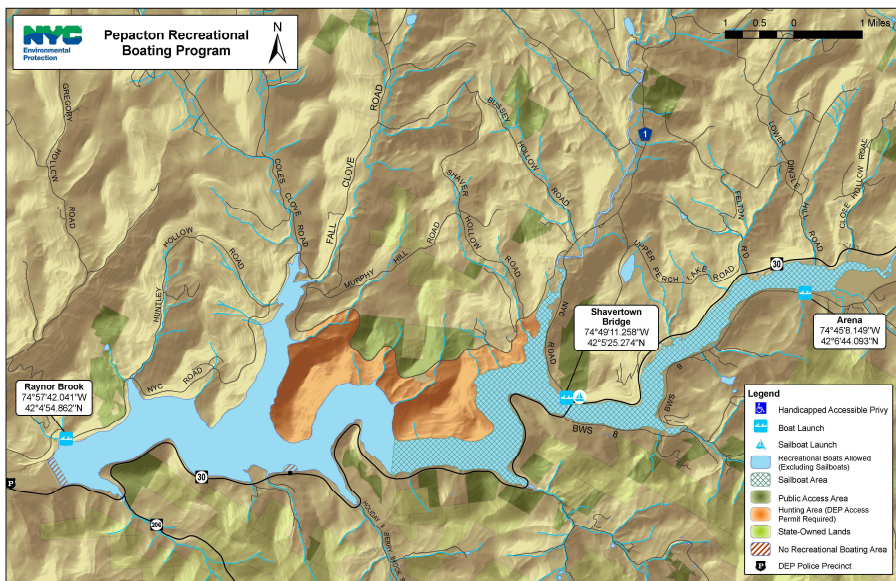 NYC
Environmental
Protection
Pepacton Recreational
Boating Program
N
1 0.5 0 1 Miles
GREGORY
HOLLOW
ROAD
COLES
CLOVE
ROAD
FALL
CLOVE
ROAD
BUSSEY
HOLLOW
ROAD
SHAVER
HOLLOW
ROAD
MURPHY
HILL
ROAD
HUNTLEY
HOLLOW
ROAD
NYC
ROAD
1
LOWER
DINGLE
HILL
ROAD
CLOSE
HOLLOW ROAD
FELTON
RD
UPPER
PERCH
LAKE
ROAD
30
NYC
ROAD
BWS
8
BWS
8
30
206
HOLIDAY &
BERRY BROOK
P
Raynor Brook
74°57'42.041"W
42°4'54.862"N
Shavertown
Bridge
74°49'11.258"W
42°5'25.274"N
Arena
74°45'8.149"W
42°6'44.093"N
Legend
Handicapped Accessible Privy
Boat Launch
Sailboat Launch
Recreational Boats Allowed
(Excluding Sailboats)
Sailboat Area
Public Access Area
Hunting Area (DEP Access
Permit Required)
State-Owned Lands
No Recreational Boating Area
P
DEP Police Precinct